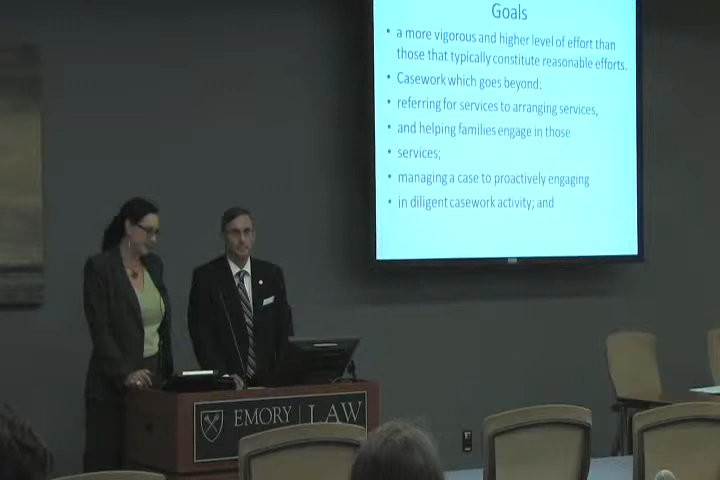 Goals
• a more vigorous and higher level of effort than
those that typically constitute reasonable efforts.
• Casework which goes beyond:
• referring for services to arranging services,
• and helping families engage in those
• services;
• managing a case to proactively engaging
• in diligent casework activity; and
EMORY | LAW